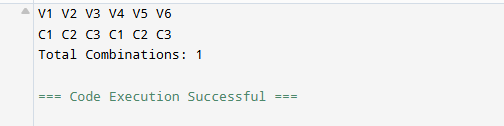 V1 V2 V3 V4 V5 V6
C1 C2 C3 C1 C2 C3
Total Combinations: 1
=== Code Execution Successful ===